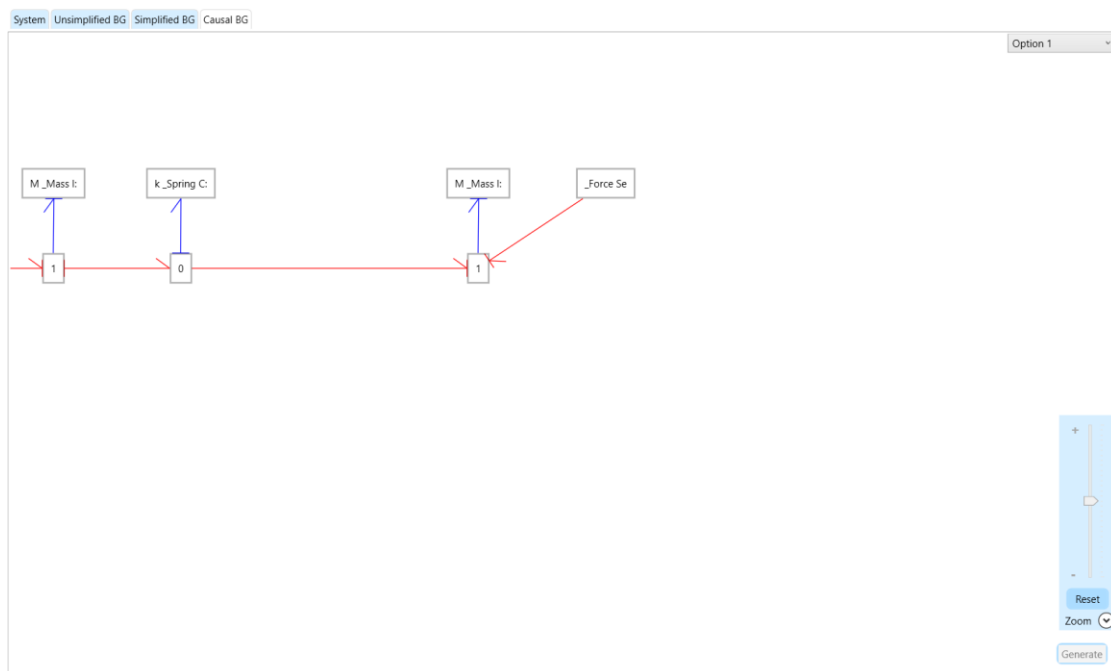 System Unsimplified BG Simplified BG Causal BG
Option 1
M _Mass I: k _Spring C: M _Mass I: _Force Se
1 0 1
+
-
Reset
Zoom
Generate